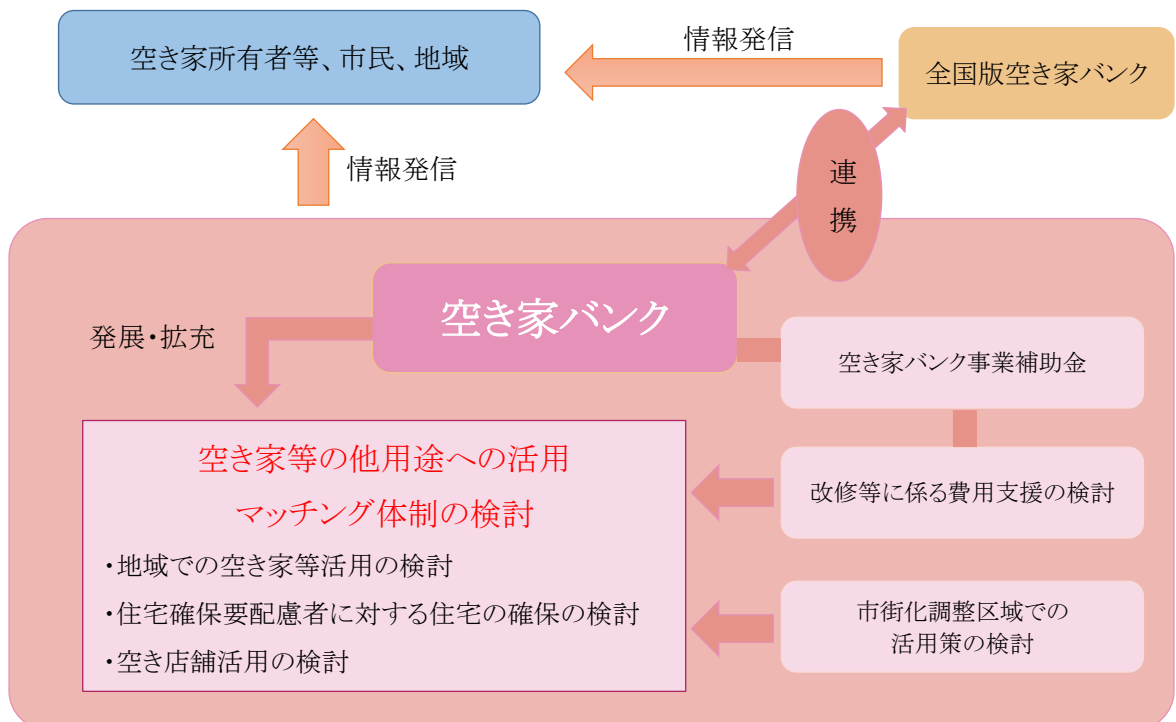 空き家所有者等、市民、地域
情報発信
全国版空き家バンク
情報発信
連
携
空き家バンク
発展・拡充
空き家バンク事業補助金
空き家等の他用途への活用
マッチング体制の検討
・地域での空き家等活用の検討
・住宅確保要配慮者に対する住宅の確保の検討
・空き店舗活用の検討
改修等に係る費用支援の検討
市街化調整区域での
活用策の検討